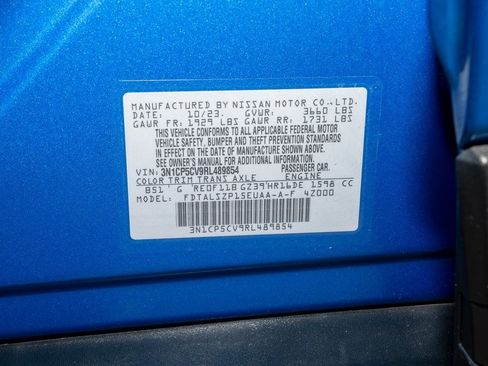 MANUFACTURED BY NISSAN MOTOR CO.,LTD.
DATE: 10/23. GVWR: 3660 LBS
GAWR FR: 1929 LBS GAWR RR: 1731 LBS
THIS VEHICLE CONFORMS TO ALL APPLICABLE FEDERAL MOTOR
VEHICLE SAFETY, BUMPER AND THEFT PREVENTION STANDARDS
IN EFFECT ON THE DATE OF MANUFACTURE SHOWN ABOVE.
SEE OWNER'S MANUAL FOR ADDITIONAL INFORMATION
VIN: 3N1CP5CV9RL489854 PASSENGER CAR.
COLOR TRIM TRANS AXLE ENGINE
B51' G 'RE0F11B GZ39'HR16DE 1598 CC
MODEL: FDTALSZP15EUAA-A-F 4Z000
3N1CP5CV9RL489854